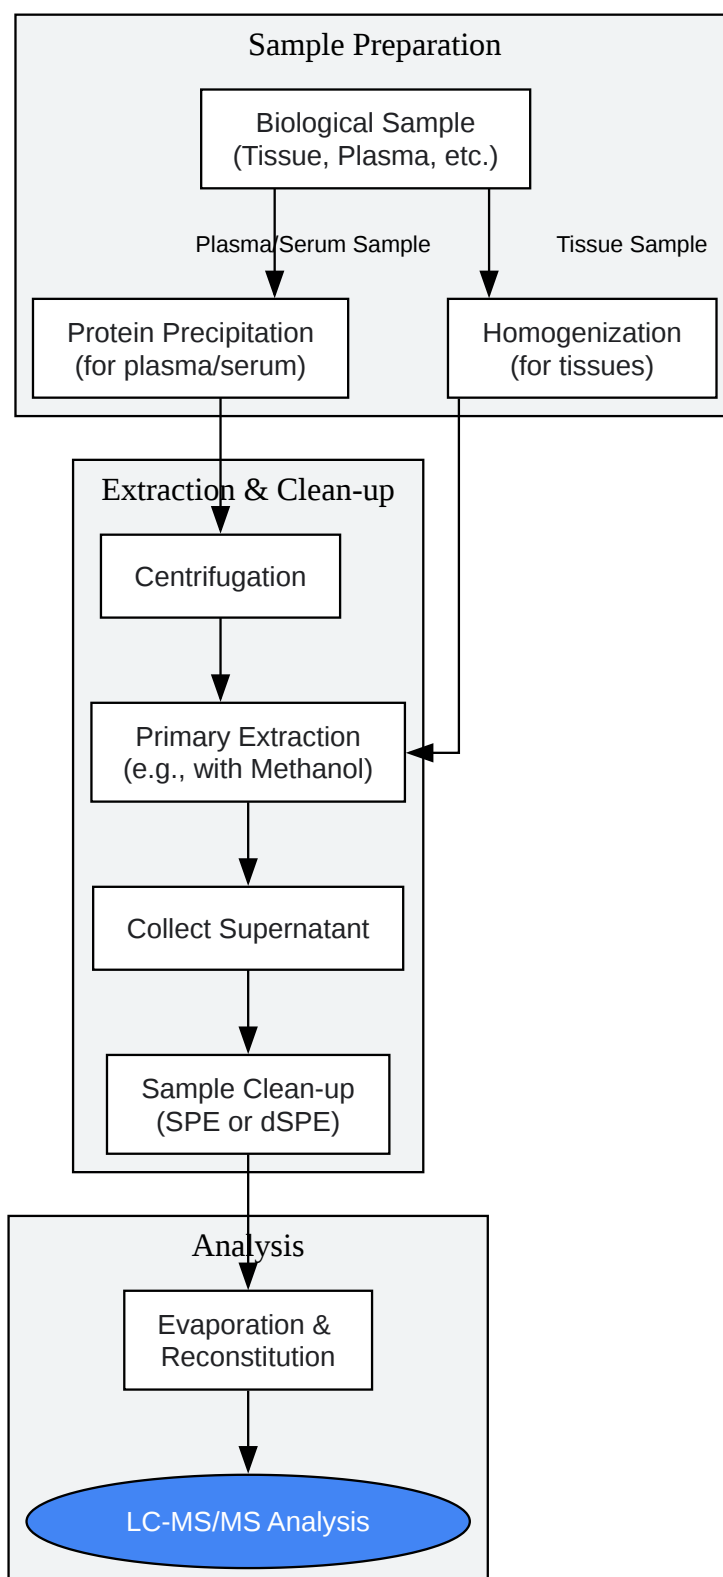 Sample Preparation
Biological Sample
(Tissue, Plasma, etc.)
Plasma/Serum Sample
Tissue Sample
Protein Precipitation
(for plasma/serum)
Homogenization
(for tissues)
Extraction & Clean-up
Centrifugation
Primary Extraction
(e.g., with Methanol)
Collect Supernatant
Sample Clean-up
(SPE or dSPE)
Analysis
Evaporation &
Reconstitution
LC-MS/MS Analysis